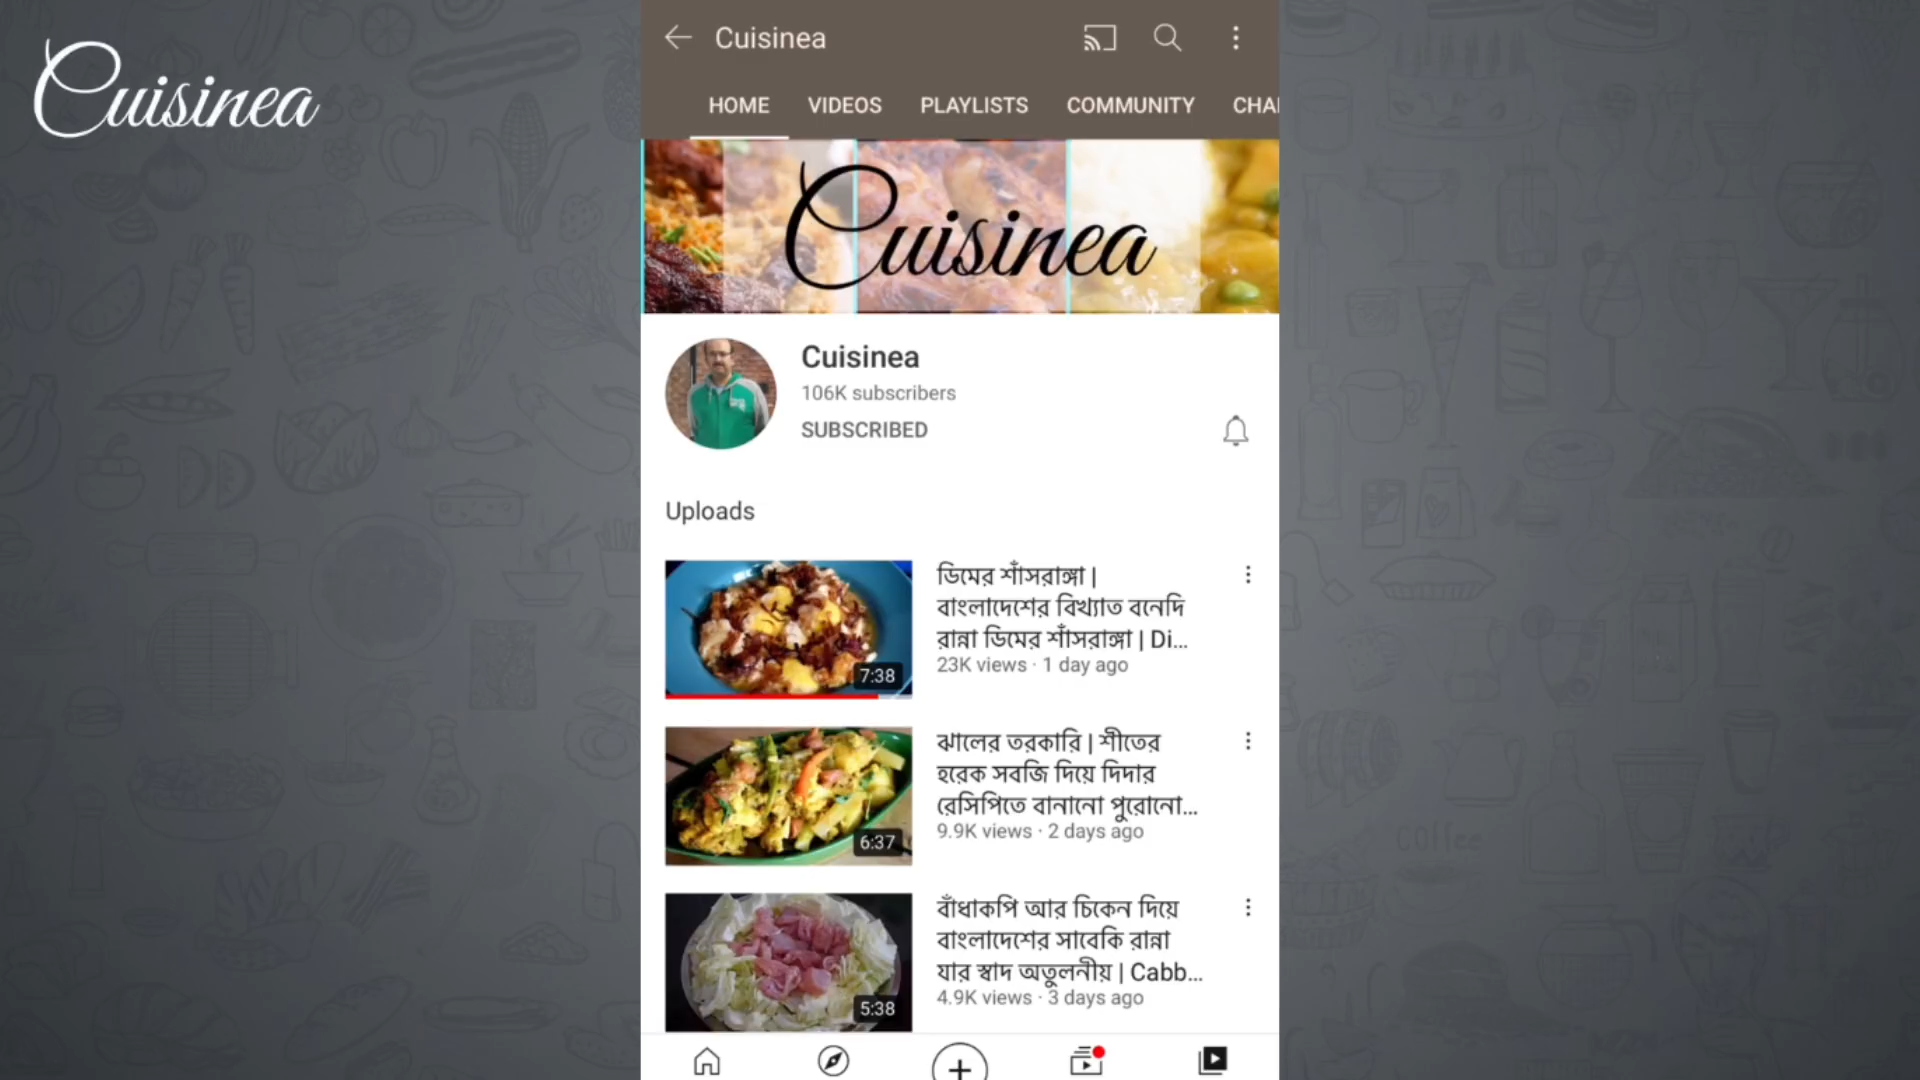 Cuisinea
Cuisinea
HOME VIDEOS PLAYLISTS COMMUNITY CHA
Cuisinea
Cuisinea
106K subscribers
SUBSCRIBED
Uploads
ডিমের শাঁসরাঙ্গা |
বাংলাদেশের বিখ্যাত বনেদি
রান্না ডিমের শাঁসরাঙ্গা | Di...
23K views · 1 day ago
7:38
ঝালের তরকারি | শীতের
হরেক সবজি দিয়ে দিদার
রেসিপিতে বানানো পুরোনো...
9.9K views · 2 days ago
6:37
বাঁধাকপি আর চিকেন দিয়ে
বাংলাদেশের সাবেকি রান্না
যার স্বাদ অতুলনীয় | Cabb...
4.9K views · 3 days ago
5:38
coffee